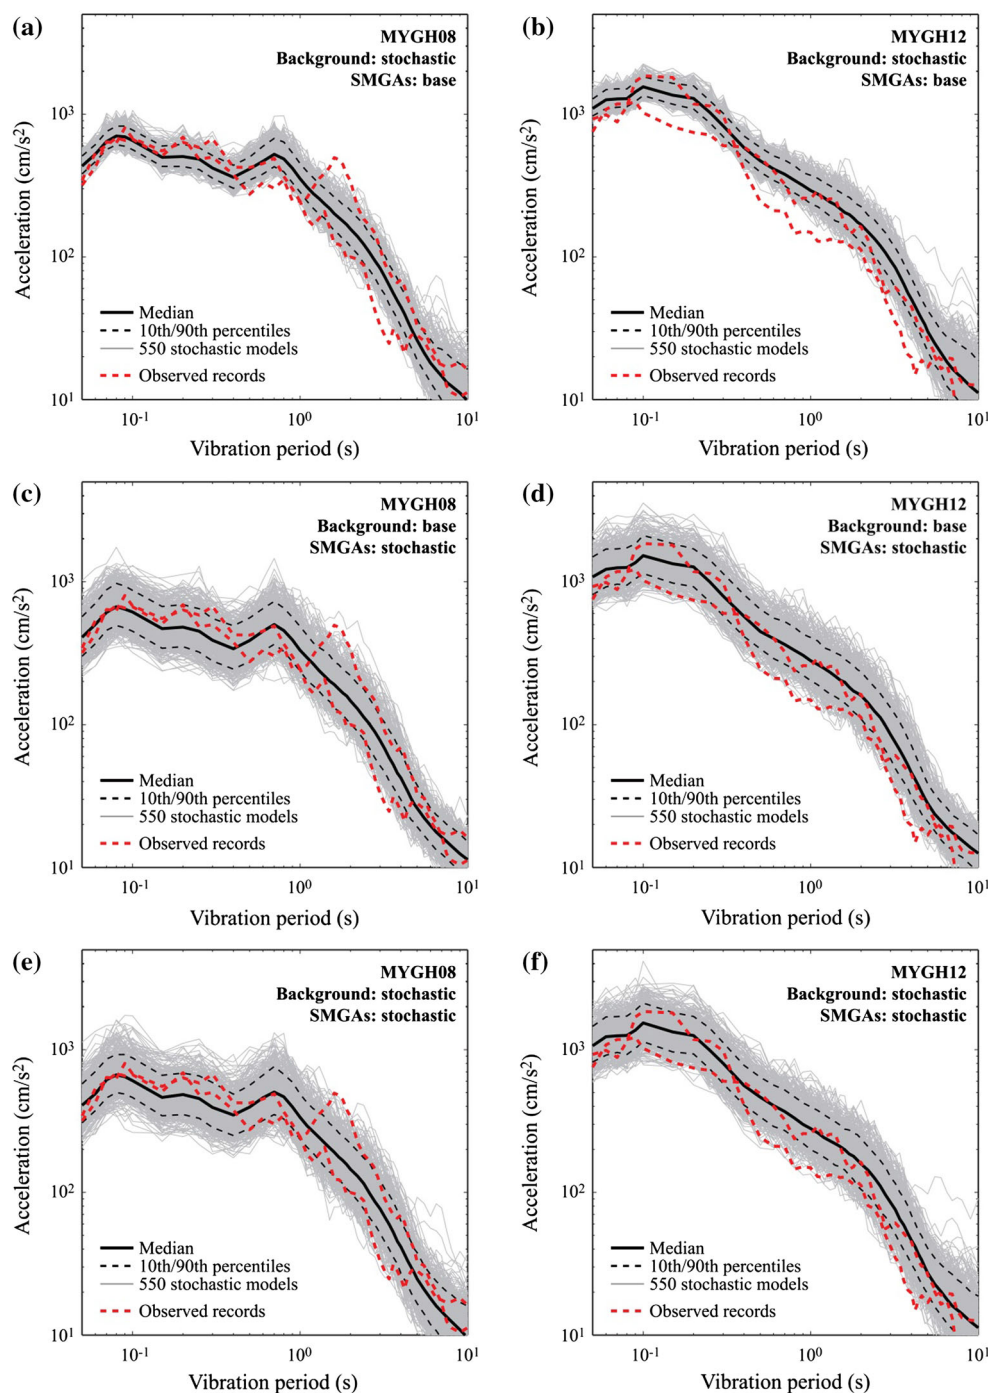 (a)
MYGH08
Background: stochastic
SMGAs: base
Acceleration (cm/s²)
10³
10²
10¹
Median
10th/90th percentiles
550 stochastic models
Observed records
10⁻¹
10⁰
10¹
Vibration period (s)
(b)
MYGH12
Background: stochastic
SMGAs: base
Acceleration (cm/s²)
10³
10²
10¹
Median
10th/90th percentiles
550 stochastic models
Observed records
10⁻¹
10⁰
10¹
Vibration period (s)
(c)
MYGH08
Background: base
SMGAs: stochastic
Acceleration (cm/s²)
10³
10²
10¹
Median
10th/90th percentiles
550 stochastic models
Observed records
10⁻¹
10⁰
10¹
Vibration period (s)
(d)
MYGH12
Background: base
SMGAs: stochastic
Acceleration (cm/s²)
10³
10²
10¹
Median
10th/90th percentiles
550 stochastic models
Observed records
10⁻¹
10⁰
10¹
Vibration period (s)
(e)
MYGH08
Background: stochastic
SMGAs: stochastic
Acceleration (cm/s²)
10³
10²
10¹
Median
10th/90th percentiles
550 stochastic models
Observed records
10⁻¹
10⁰
10¹
Vibration period (s)
(f)
MYGH12
Background: stochastic
SMGAs: stochastic
Acceleration (cm/s²)
10³
10²
10¹
Median
10th/90th percentiles
550 stochastic models
Observed records
10⁻¹
10⁰
10¹
Vibration period (s)